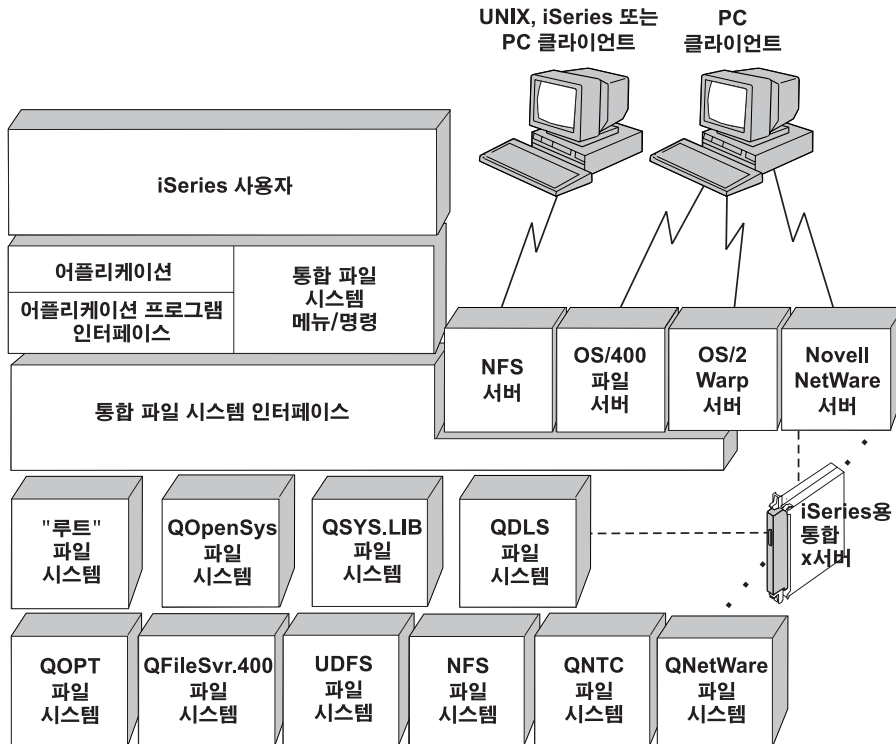 UNIX, iSeries 또는
PC 클라이언트
PC
클라이언트
iSeries 사용자
어플리케이션
어플리케이션 프로그램
인터페이스
통합 파일
시스템
메뉴/명령
NFS
서버
OS/400
파일
서버
OS/2
Warp
서버
Novell
NetWare
서버
통합 파일 시스템 인터페이스
"루트"
파일
시스템
QOpenSys
파일
시스템
QSYS.LIB
파일
시스템
QDLS
파일
시스템
iSeries용
통합
x서버
QOPT
파일
시스템
QFileSvr.400
파일
시스템
UDFS
파일
시스템
NFS
파일
시스템
QNTC
파일
시스템
QNetWare
파일
시스템